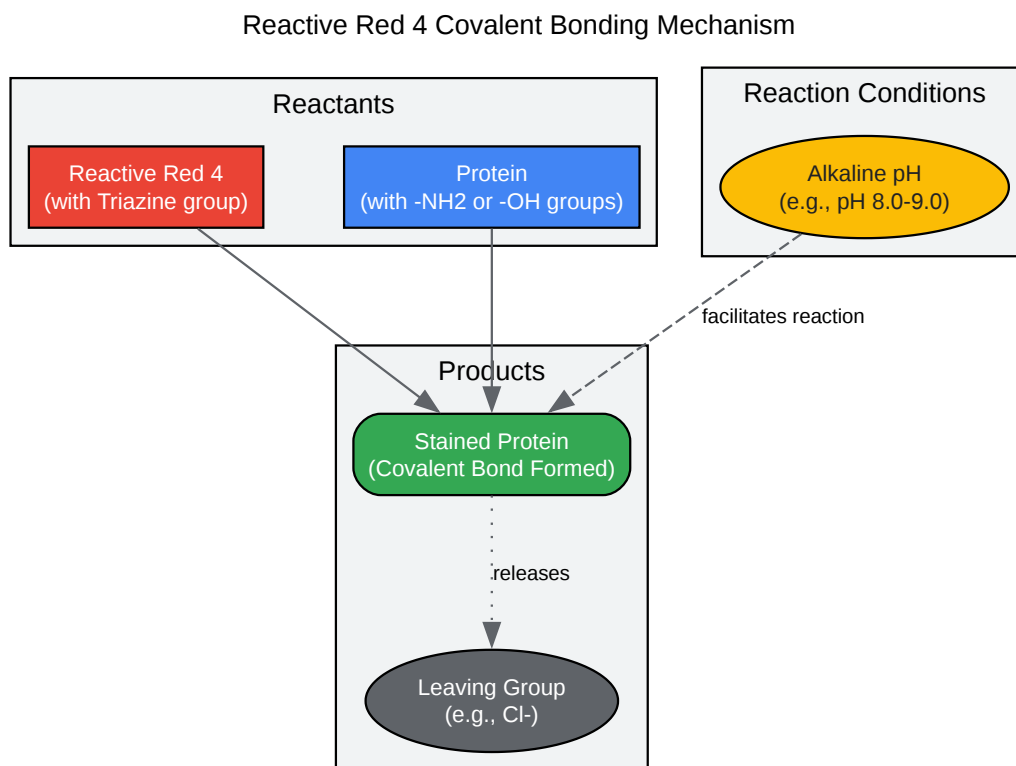 Reactive Red 4 Covalent Bonding Mechanism
Reactants
Reactive Red 4
(with Triazine group)
Protein
(with -NH2 or -OH groups)
Reaction Conditions
Alkaline pH
(e.g., pH 8.0-9.0)
facilitates reaction
Products
Stained Protein
(Covalent Bond Formed)
releases
Leaving Group
(e.g., Cl-)